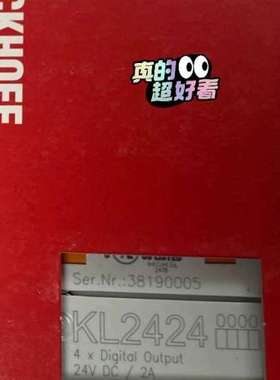 CKHOFF
真的
超好看
Ser.Nr.:38190005
KL2424 0000
4 x Digital Output
24V DC / 2A